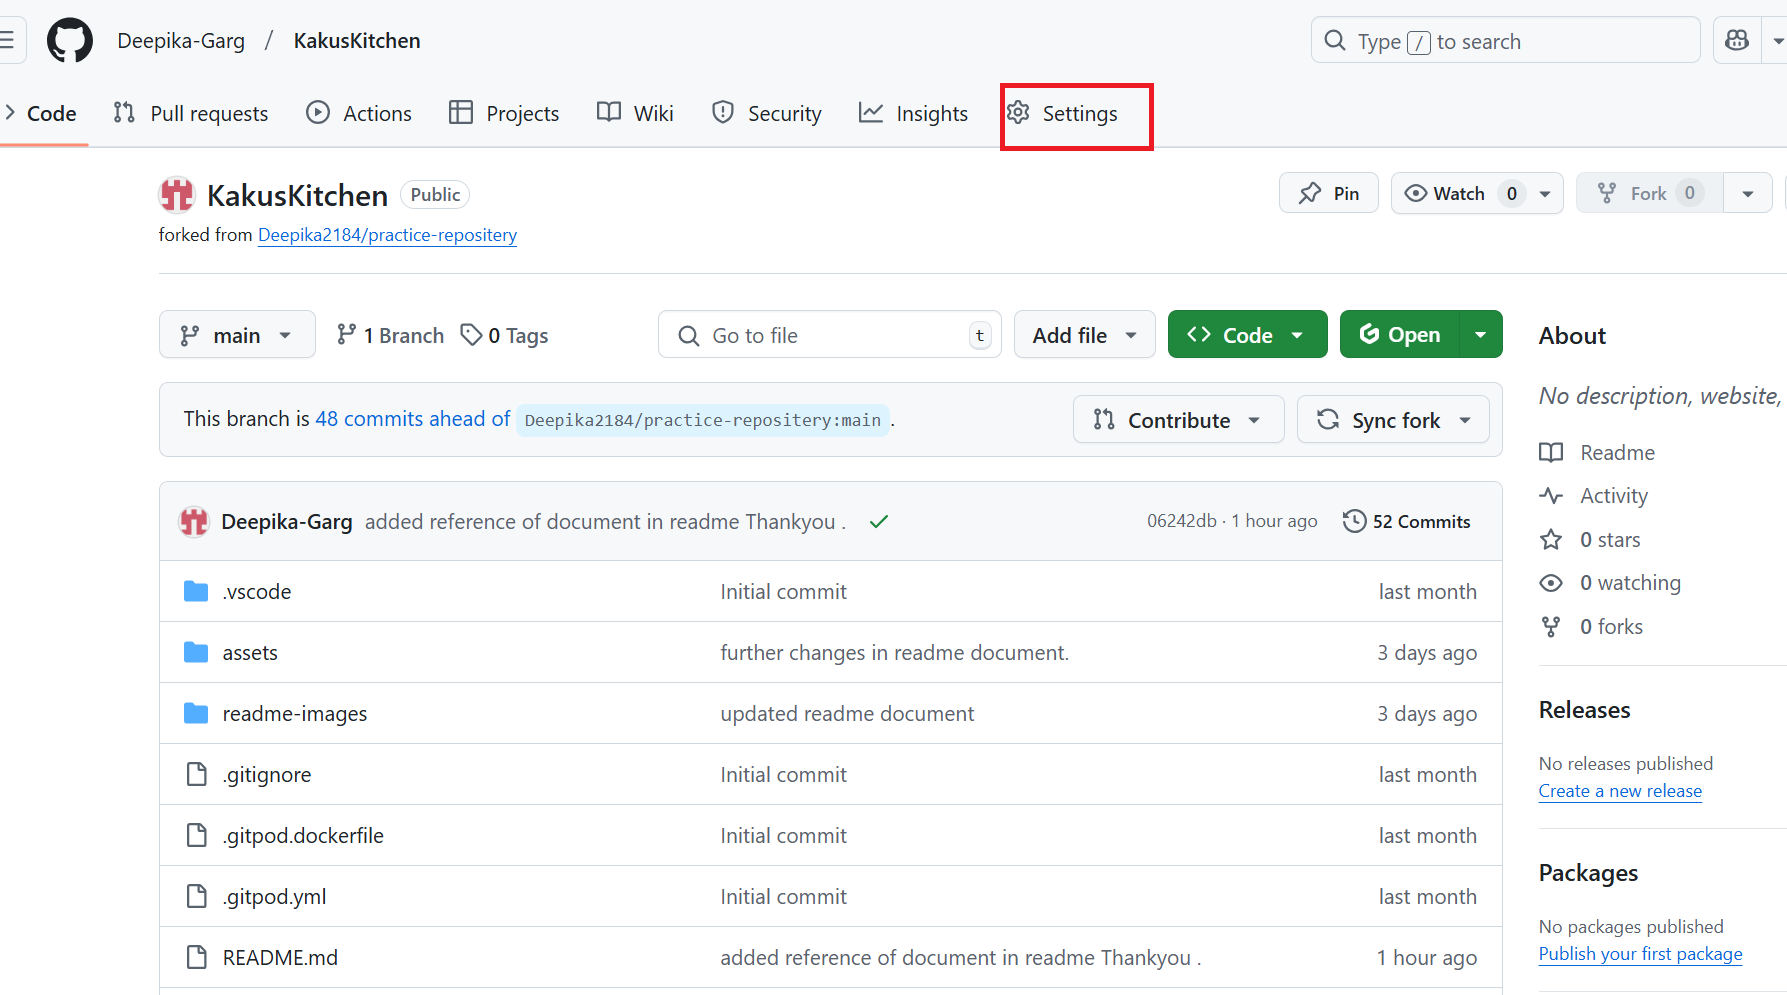 Deepika-Garg / KakusKitchen
Type / to search
Code Pull requests Actions Projects Wiki Security Insights Settings
KakusKitchen Public
Pin Watch 0 Fork 0
forked from Deepika2184/practice-repositery
main 1 Branch 0 Tags Go to file t Add file Code Open
About
No description, website,
This branch is 48 commits ahead of Deepika2184/practice-repositery:main .
Contribute Sync fork
Readme
Activity
0 stars
0 watching
0 forks
Deepika-Garg added reference of document in readme Thankyou . 06242db · 1 hour ago 52 Commits
.vscode Initial commit last month
assets further changes in readme document. 3 days ago
readme-images updated readme document 3 days ago
.gitignore Initial commit last month
.gitpod.dockerfile Initial commit last month
.gitpod.yml Initial commit last month
README.md added reference of document in readme Thankyou . 1 hour ago
Releases
No releases published
Create a new release
Packages
No packages published
Publish your first package